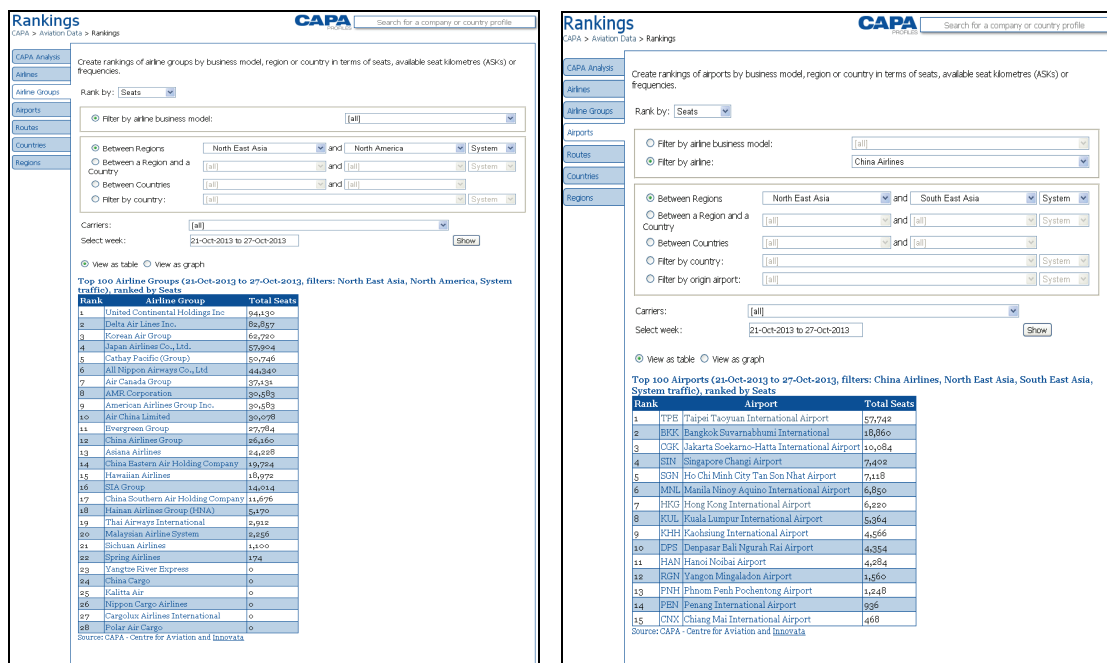 Rankings
CAPA PROFILES
Search for a company or country profile
CAPA > Aviation Data > Rankings
CAPA Analysis
Airlines
Airline Groups
Airports
Routes
Countries
Regions
Create rankings of airline groups by business model, region or country in terms of seats, available seat kilometres (ASKs) or
frequencies.
Rank by: Seats
Filter by airline business model: [all]
Between Regions North East Asia and North America System
Between a Region and a
Country [all] and [all] System
Between Countries [all] and [all]
Filter by country: [all] System
Carriers: [all]
Select week: 21-Oct-2013 to 27-Oct-2013 Show
View as table View as graph
Top 100 Airline Groups (21-Oct-2013 to 27-Oct-2013, filters: North East Asia, North America, System
traffic), ranked by Seats
Rank Airline Group Total Seats
1 United Continental Holdings Inc 94,130
2 Delta Air Lines Inc. 82,857
3 Korean Air Group 62,720
4 Japan Airlines Co., Ltd. 57,904
5 Cathay Pacific (Group) 50,746
6 All Nippon Airways Co., Ltd 44,340
7 Air Canada Group 37,131
8 AMR Corporation 30,583
9 American Airlines Group Inc. 30,583
10 Air China Limited 30,078
11 Evergreen Group 27,784
12 China Airlines Group 26,160
13 Asiana Airlines 24,228
14 China Eastern Air Holding Company 19,724
15 Hawaiian Airlines 18,972
16 SIA Group 14,014
17 China Southern Air Holding Company 11,676
18 Hainan Airlines Group (HNA) 5,170
19 Thai Airways International 2,912
20 Malaysian Airline System 2,256
21 Sichuan Airlines 1,100
22 Spring Airlines 174
23 Yangtze River Express 0
24 China Cargo 0
25 Kalitta Air 0
26 Nippon Cargo Airlines 0
27 Cargolux Airlines International 0
28 Polar Air Cargo 0
Source: CAPA - Centre for Aviation and Innovata
Rankings
CAPA PROFILES
Search for a company or country profile
CAPA > Aviation Data > Rankings
CAPA Analysis
Airlines
Airline Groups
Airports
Routes
Countries
Regions
Create rankings of airports by business model, region or country in terms of seats, available seat kilometres (ASKs) or
frequencies.
Rank by: Seats
Filter by airline business model: [all]
Filter by airline: China Airlines
Between Regions North East Asia and South East Asia System
Between a Region and a
Country [all] and [all] System
Between Countries [all] and [all]
Filter by country: [all] System
Filter by origin airport: [all] System
Carriers: [all]
Select week: 21-Oct-2013 to 27-Oct-2013 Show
View as table View as graph
Top 100 Airports (21-Oct-2013 to 27-Oct-2013, filters: China Airlines, North East Asia, South East Asia,
System traffic), ranked by Seats
Rank Airport Total Seats
1 TPE Taipei Taoyuan International Airport 57,742
2 BKK Bangkok Suvarnabhumi International 18,860
3 CGK Jakarta Soekarno-Hatta International Airport 10,084
4 SIN Singapore Changi Airport 7,402
5 SGN Ho Chi Minh City Tan Son Nhat Airport 7,118
6 MNL Manila Ninoy Aquino International Airport 6,850
7 HKG Hong Kong International Airport 6,220
8 KUL Kuala Lumpur International Airport 5,364
9 KHH Kaohsiung International Airport 4,566
10 DPS Denpasar Bali Ngurah Rai Airport 4,354
11 HAN Hanoi Noibai Airport 4,284
12 RGN Yangon Mingaladon Airport 1,560
13 PNH Phnom Penh Pochentong Airport 1,248
14 PEN Penang International Airport 936
15 CNX Chiang Mai International Airport 468
Source: CAPA - Centre for Aviation and Innovata